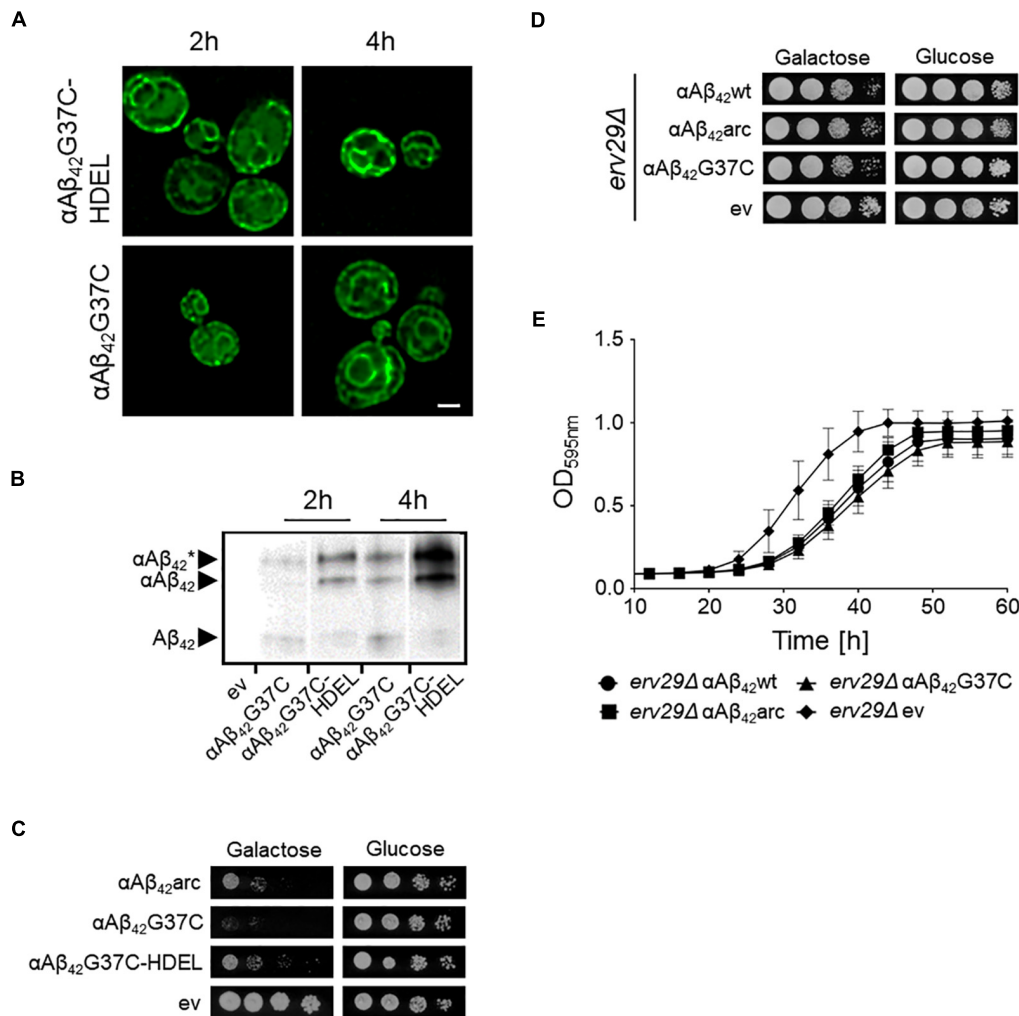 A
2h 4h
αAβ₄₂G37C-
HDEL
αAβ₄₂G37C
B
2h 4h
αAβ₄₂*
αAβ₄₂
Aβ₄₂
ev
αAβ₄₂G37C
αAβ₄₂G37C-
HDEL
αAβ₄₂G37C
αAβ₄₂G37C-
HDEL
C
Galactose Glucose
αAβ₄₂arc
αAβ₄₂G37C
αAβ₄₂G37C-HDEL
ev
D
Galactose Glucose
erv29Δ
αAβ₄₂wt
αAβ₄₂arc
αAβ₄₂G37C
ev
E
OD₅₉₅ₙₘ
1.5
1.0
0.5
0.0
10 20 30 40 50 60
Time [h]
erv29Δ αAβ₄₂wt erv29Δ αAβ₄₂G37C
erv29Δ αAβ₄₂arc erv29Δ ev